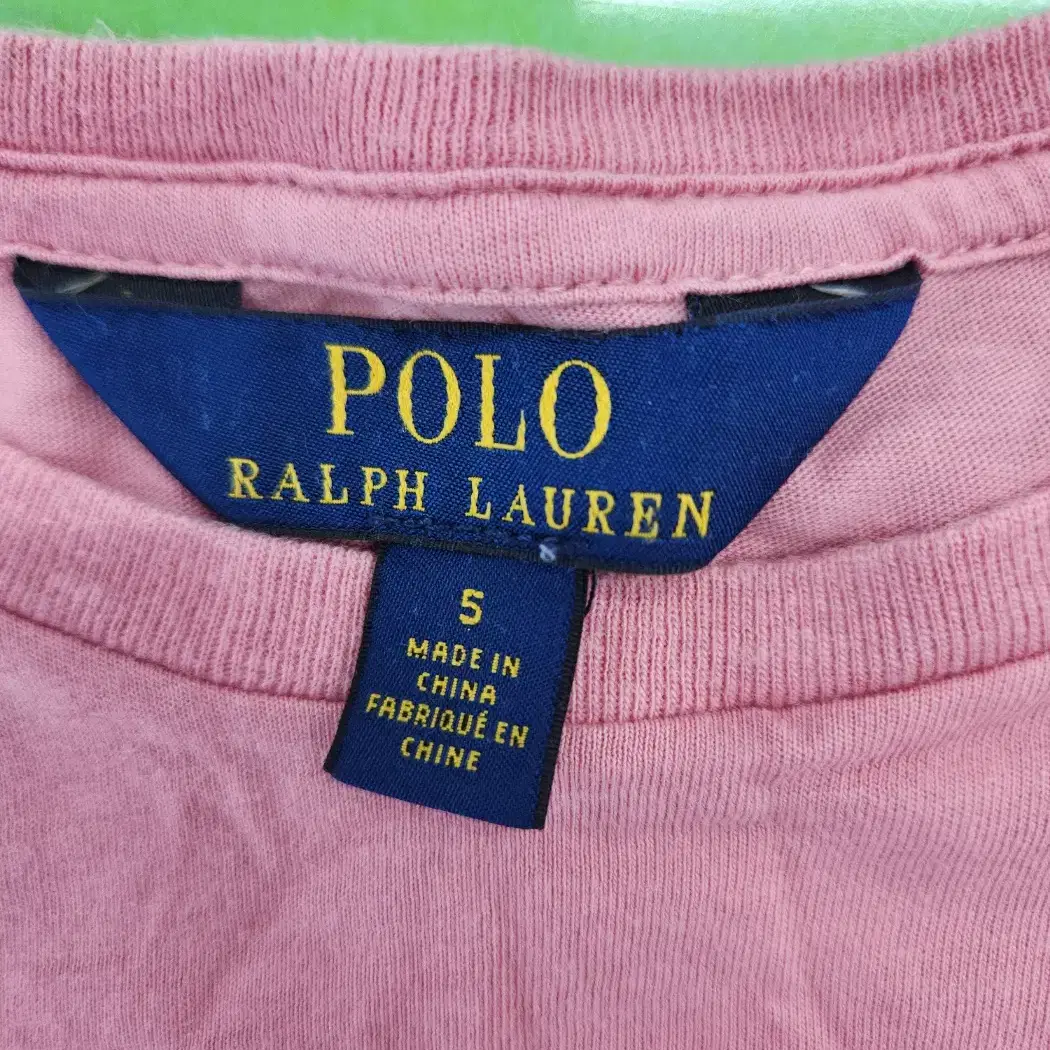 POLO
RALPH LAUREN
5
MADE IN
CHINA
FABRIQUÉ EN
CHINE